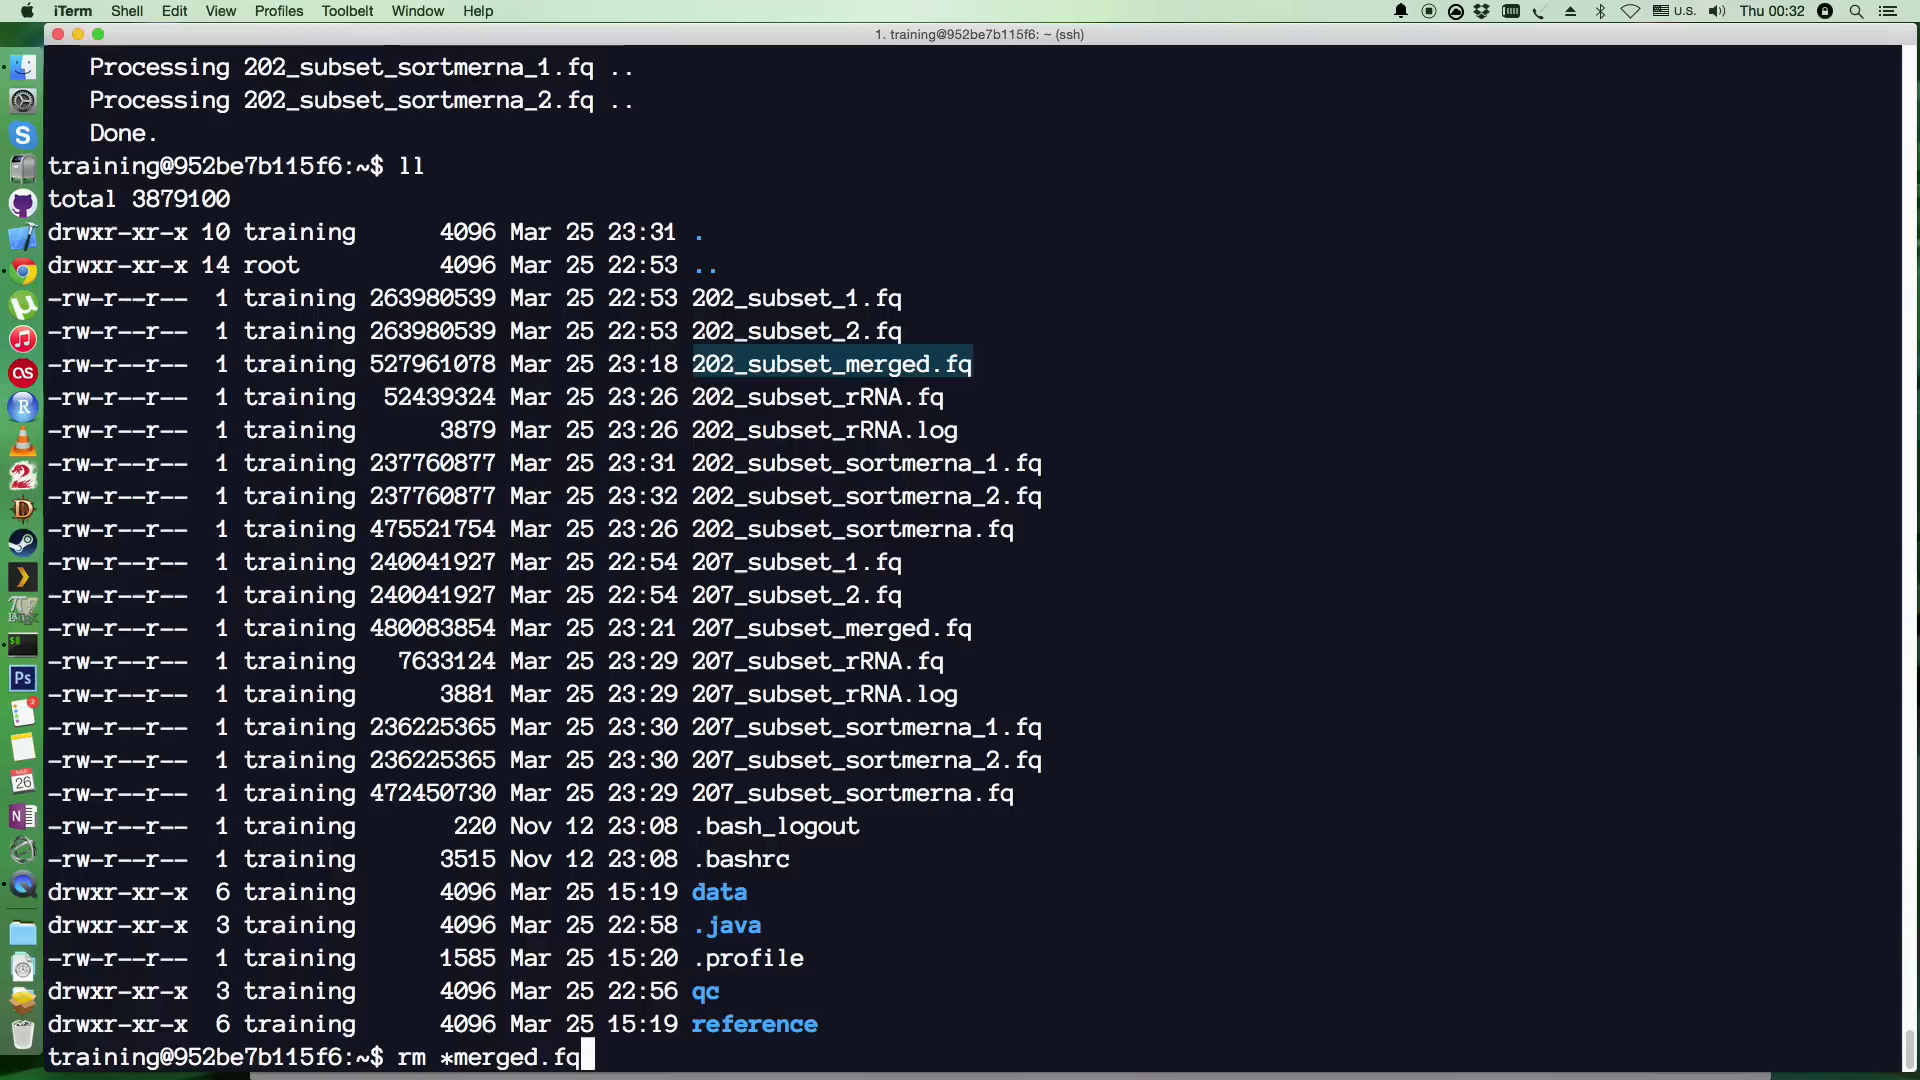 iTerm Shell Edit View Profiles Toolbelt Window Help U.S. Thu 00:32
1. training@952be7b115f6: ~ (ssh)
Processing 202_subset_sortmerna_1.fq ..
Processing 202_subset_sortmerna_2.fq ..
Done.
training@952be7b115f6:~$ ll
total 3879100
drwxr-xr-x 10 training 4096 Mar 25 23:31 .
drwxr-xr-x 14 root 4096 Mar 25 22:53 ..
-rw-r--r-- 1 training 263980539 Mar 25 22:53 202_subset_1.fq
-rw-r--r-- 1 training 263980539 Mar 25 22:53 202_subset_2.fq
-rw-r--r-- 1 training 527961078 Mar 25 23:18 202_subset_merged.fq
-rw-r--r-- 1 training 52439324 Mar 25 23:26 202_subset_rRNA.fq
-rw-r--r-- 1 training 3879 Mar 25 23:26 202_subset_rRNA.log
-rw-r--r-- 1 training 237760877 Mar 25 23:31 202_subset_sortmerna_1.fq
-rw-r--r-- 1 training 237760877 Mar 25 23:32 202_subset_sortmerna_2.fq
-rw-r--r-- 1 training 475521754 Mar 25 23:26 202_subset_sortmerna.fq
-rw-r--r-- 1 training 240041927 Mar 25 22:54 207_subset_1.fq
-rw-r--r-- 1 training 240041927 Mar 25 22:54 207_subset_2.fq
-rw-r--r-- 1 training 480083854 Mar 25 23:21 207_subset_merged.fq
-rw-r--r-- 1 training 7633124 Mar 25 23:29 207_subset_rRNA.fq
-rw-r--r-- 1 training 3881 Mar 25 23:29 207_subset_rRNA.log
-rw-r--r-- 1 training 236225365 Mar 25 23:30 207_subset_sortmerna_1.fq
-rw-r--r-- 1 training 236225365 Mar 25 23:30 207_subset_sortmerna_2.fq
-rw-r--r-- 1 training 472450730 Mar 25 23:29 207_subset_sortmerna.fq
-rw-r--r-- 1 training 220 Nov 12 23:08 .bash_logout
-rw-r--r-- 1 training 3515 Nov 12 23:08 .bashrc
drwxr-xr-x 6 training 4096 Mar 25 15:19 data
drwxr-xr-x 3 training 4096 Mar 25 22:58 .java
-rw-r--r-- 1 training 1585 Mar 25 15:20 .profile
drwxr-xr-x 3 training 4096 Mar 25 22:56 qc
drwxr-xr-x 6 training 4096 Mar 25 15:19 reference
training@952be7b115f6:~$ rm *merged.fq